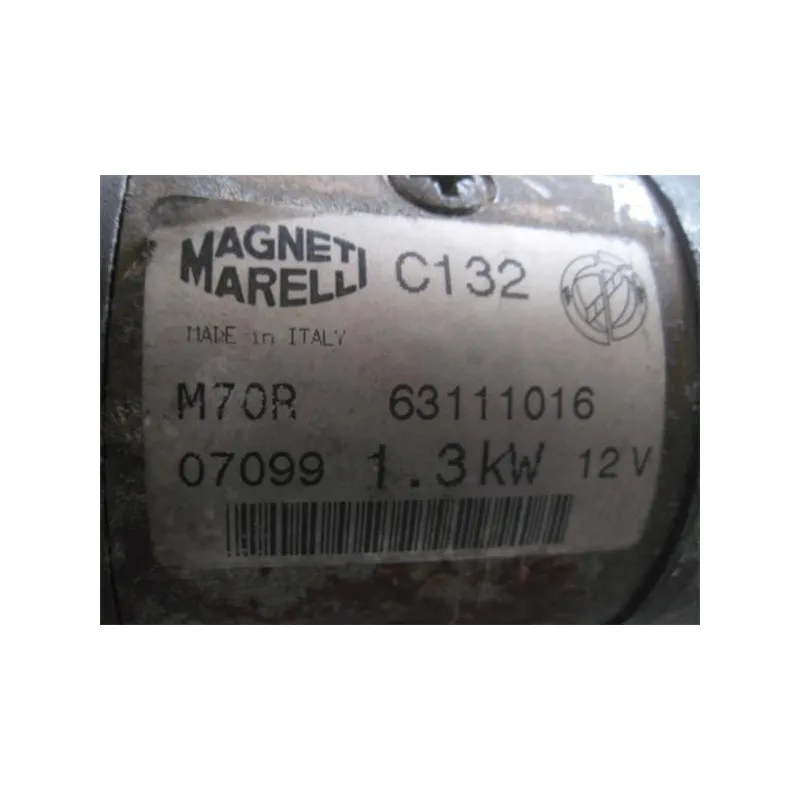 MAGNETI MARELLI C132
MADE in ITALY
M70R 63111016
07099 1.3kW 12V